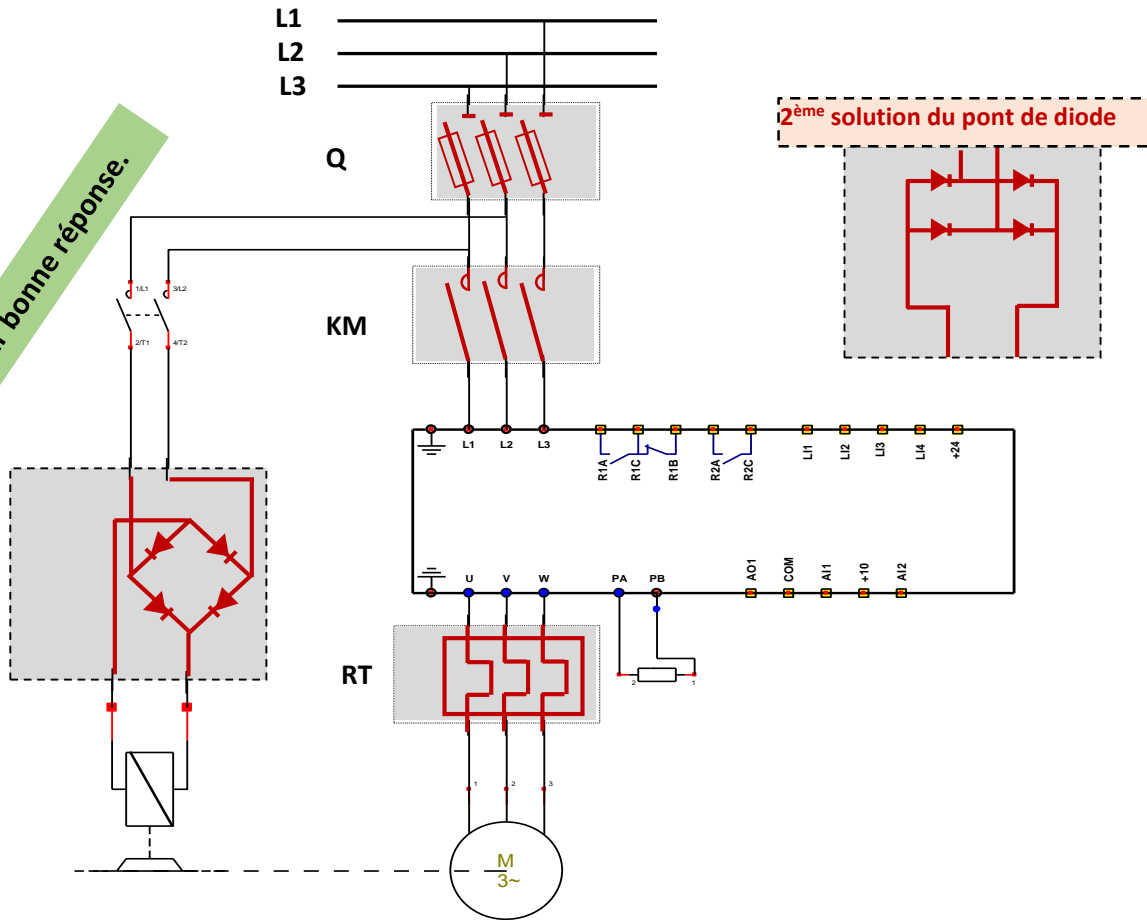 L1
L2
L3
2ème solution du pont de diode
Q
bonne réponse.
1/L1
3/L2
2/T1
4/T2
KM
L1
L2
L3
R1A
R1C
R1B
R2A
R2C
LI1
LI2
LI3
LI4
+24
U
V
W
PA
PB
AO1
COM
AI1
+10
AI2
RT
2
1
1
2
3
M
3~